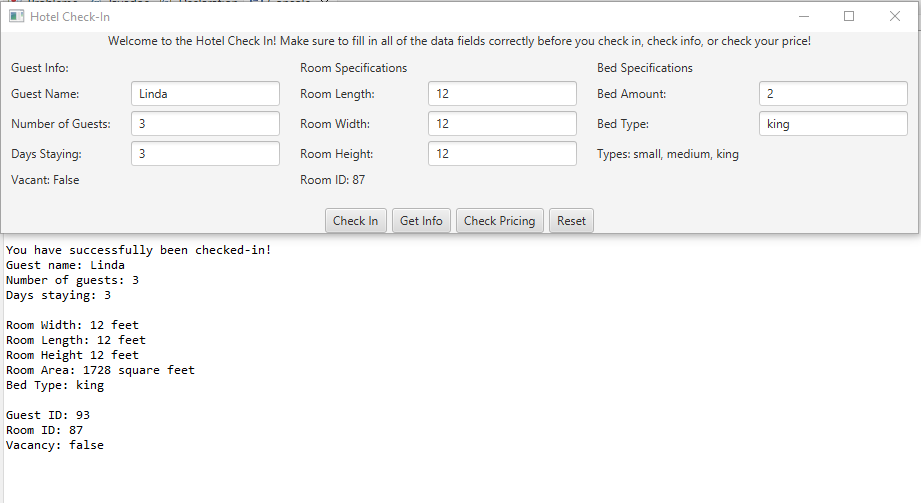 Hotel Check-In
Welcome to the Hotel Check In! Make sure to fill in all of the data fields correctly before you check in, check info, or check your price!
Guest Info: Room Specifications Bed Specifications
Guest Name: Linda Room Length: 12 Bed Amount: 2
Number of Guests: 3 Room Width: 12 Bed Type: king
Days Staying: 3 Room Height: 12 Types: small, medium, king
Vacant: False Room ID: 87
Check In Get Info Check Pricing Reset
You have successfully been checked-in!
Guest name: Linda
Number of guests: 3
Days staying: 3
Room Width: 12 feet
Room Length: 12 feet
Room Height 12 feet
Room Area: 1728 square feet
Bed Type: king
Guest ID: 93
Room ID: 87
Vacancy: false